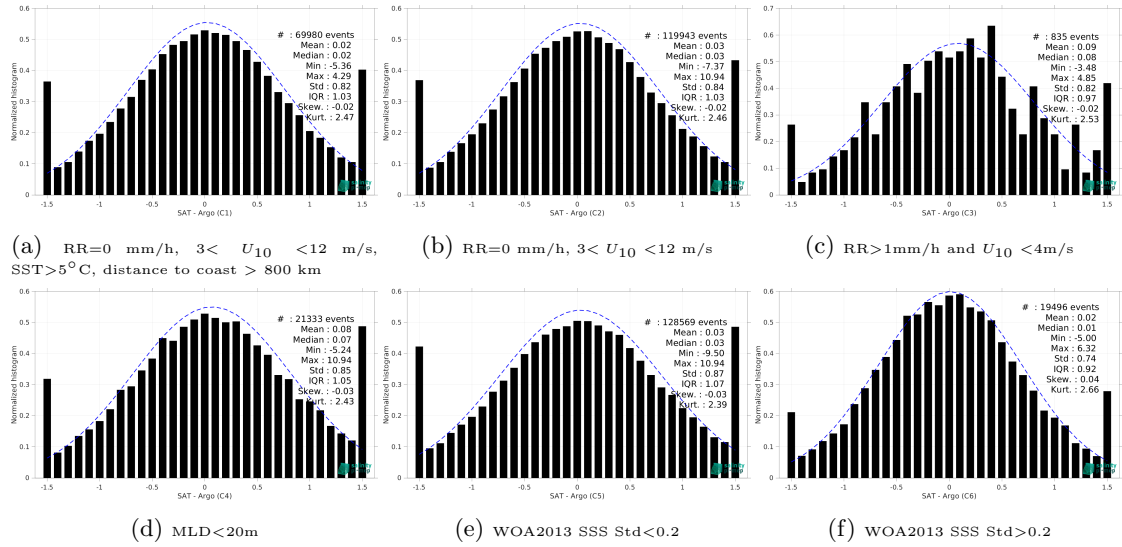 0.6
0.5
0.4
0.3
0.2
0.1
0
Normalized histogram
# : 69980 events
Mean : 0.02
Median : 0.02
Min : -5.36
Max : 4.29
Std : 0.82
IQR : 1.03
Skew. : -0.02
Kurt. : 2.47
-1.5 -1 -0.5 0 0.5 1 1.5
SAT - Argo (C1)
(a) RR=0 mm/h, 3< U10 <12 m/s,
SST>5°C, distance to coast > 800 km
0.6
0.5
0.4
0.3
0.2
0.1
0
Normalized histogram
# : 119943 events
Mean : 0.03
Median : 0.03
Min : -7.37
Max : 10.94
Std : 0.84
IQR : 1.03
Skew. : -0.02
Kurt. : 2.46
-1.5 -1 -0.5 0 0.5 1 1.5
SAT - Argo (C2)
(b) RR=0 mm/h, 3< U10 <12 m/s
0.7
0.6
0.5
0.4
0.3
0.2
0.1
0
Normalized histogram
# : 835 events
Mean : 0.09
Median : 0.08
Min : -3.48
Max : 4.85
Std : 0.82
IQR : 0.97
Skew. : -0.02
Kurt. : 2.53
-1.5 -1 -0.5 0 0.5 1 1.5
SAT - Argo (C3)
(c) RR>1mm/h and U10 <4m/s
0.6
0.5
0.4
0.3
0.2
0.1
0
Normalized histogram
# : 21333 events
Mean : 0.08
Median : 0.07
Min : -5.24
Max : 10.94
Std : 0.85
IQR : 1.05
Skew. : -0.03
Kurt. : 2.43
-1.5 -1 -0.5 0 0.5 1 1.5
SAT - Argo (C4)
(d) MLD<20m
0.6
0.5
0.4
0.3
0.2
0.1
0
Normalized histogram
# : 128569 events
Mean : 0.03
Median : 0.03
Min : -9.50
Max : 10.94
Std : 0.87
IQR : 1.07
Skew. : -0.03
Kurt. : 2.39
-1.5 -1 -0.5 0 0.5 1 1.5
SAT - Argo (C5)
(e) WOA2013 SSS Std<0.2
0.6
0.5
0.4
0.3
0.2
0.1
0
Normalized histogram
# : 19496 events
Mean : 0.02
Median : 0.01
Min : -5.00
Max : 6.32
Std : 0.74
IQR : 0.92
Skew. : 0.04
Kurt. : 2.66
-1.5 -1 -0.5 0 0.5 1 1.5
SAT - Argo (C6)
(f) WOA2013 SSS Std>0.2